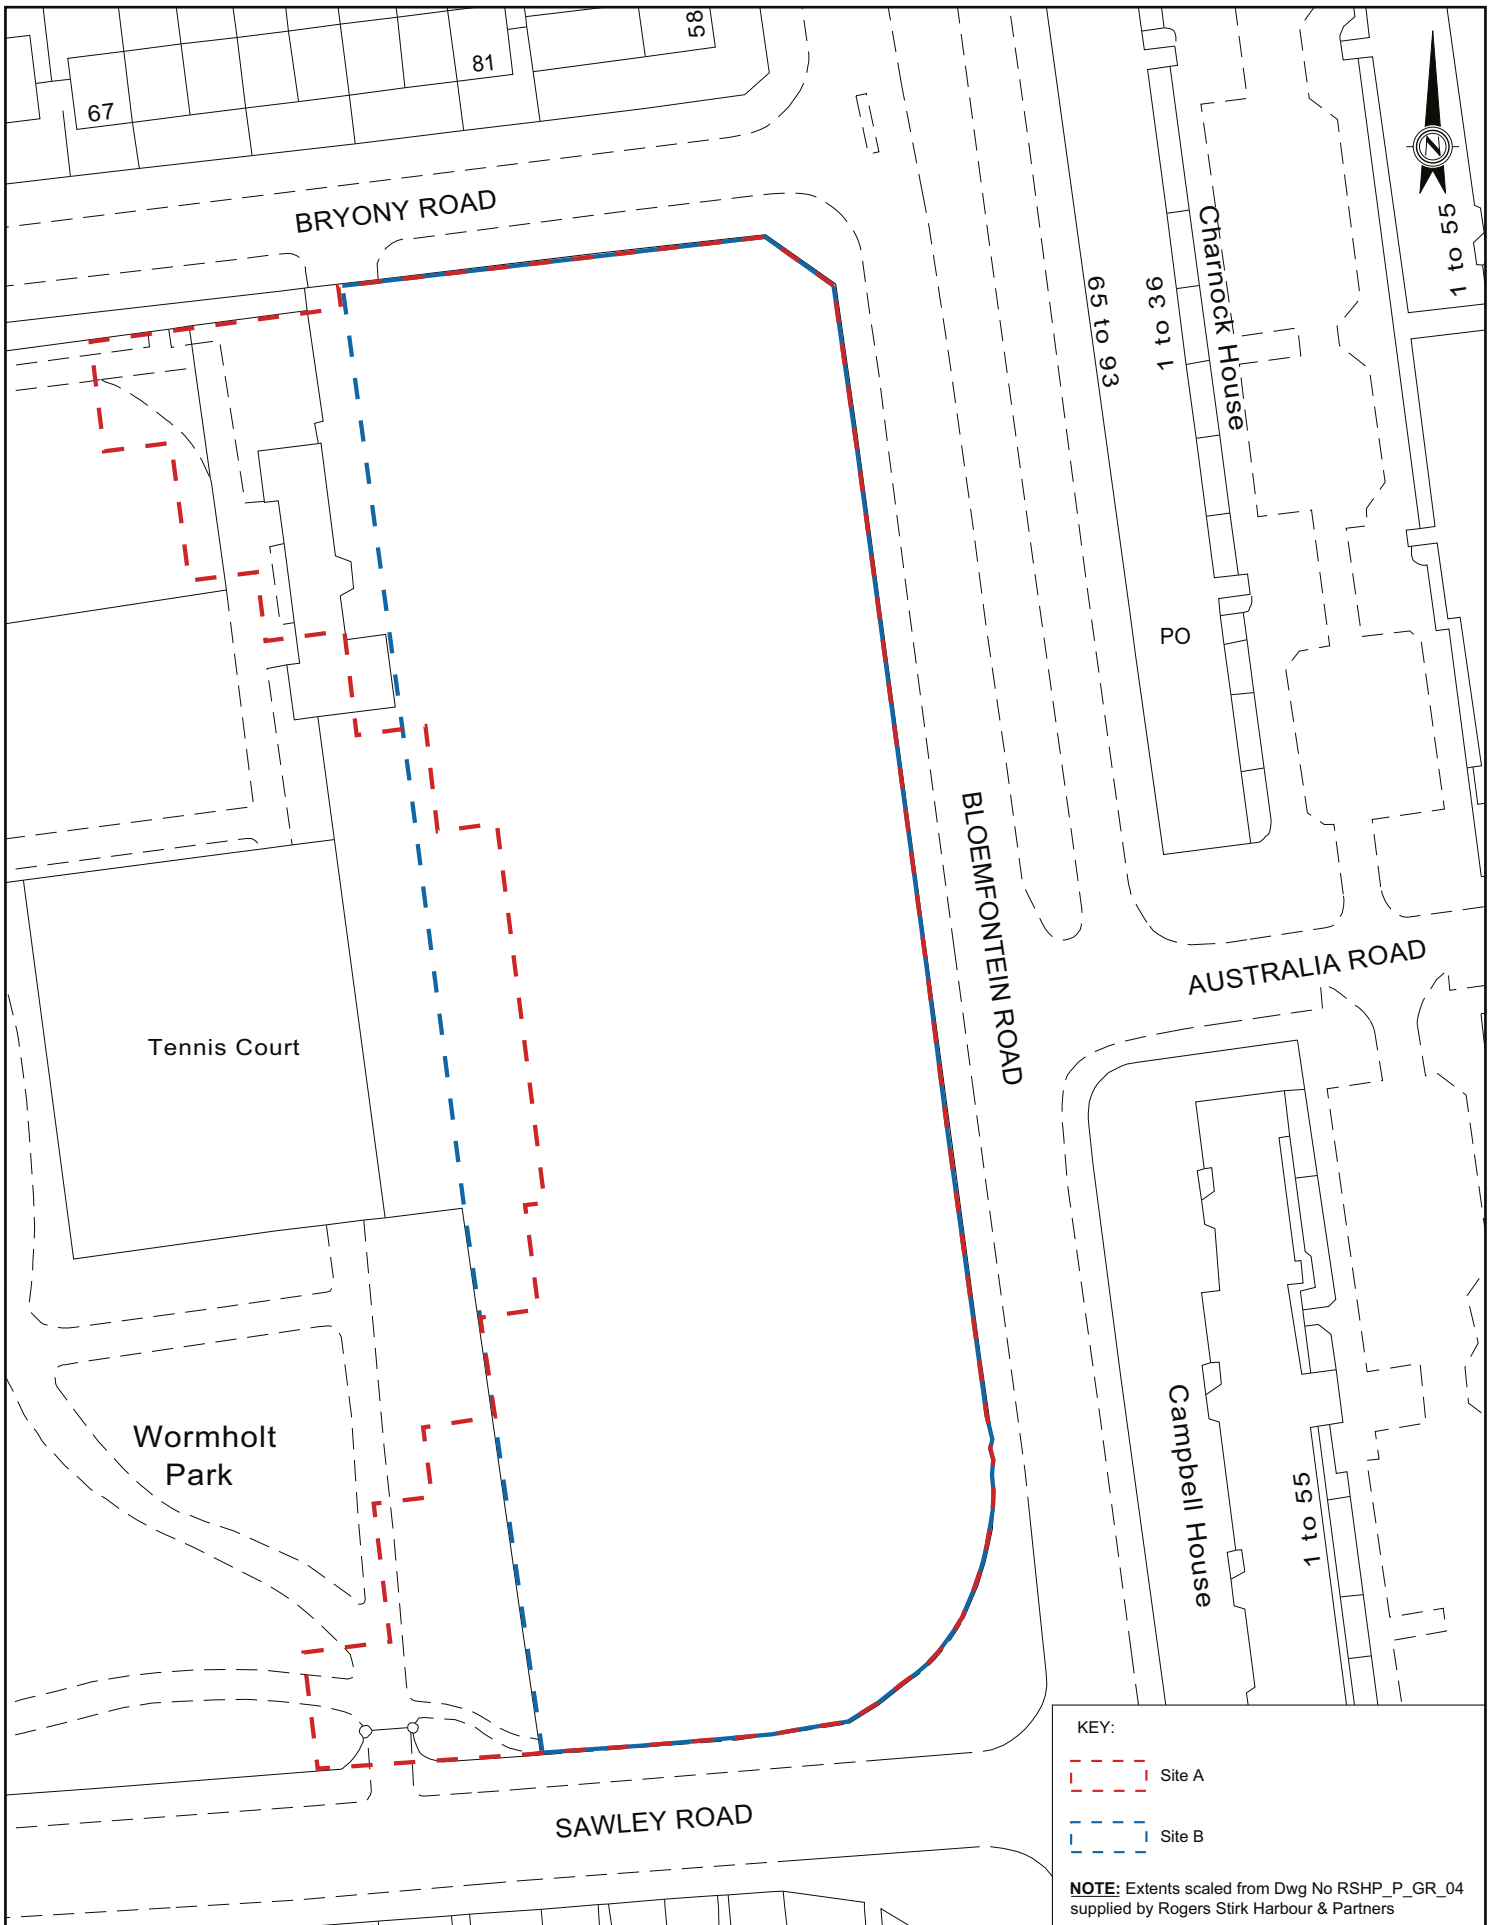 58
81
67
BRYONY ROAD
N
Charnock House
1 to 55
65 to 93
1 to 36
PO
BLOEMFONTEIN ROAD
AUSTRALIA ROAD
Tennis Court
Wormholt
Park
Campbell House
1 to 55
SAWLEY ROAD
KEY:
Site A
Site B
NOTE: Extents scaled from Dwg No RSHP_P_GR_04
supplied by Rogers Stirk Harbour & Partners